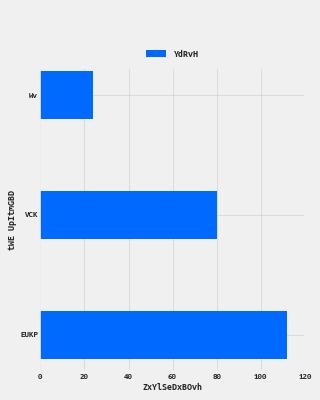 YdRvH
Wv
VCK
EUKP
tWE UpItmGBD
0 20 40 60 80 100 120
ZxYlSeDxBOvh